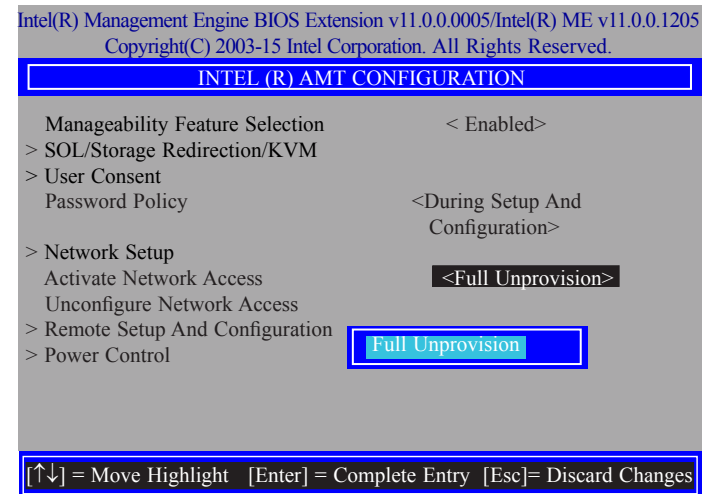 Intel(R) Management Engine BIOS Extension v11.0.0.0005/Intel(R) ME v11.0.0.1205
Copyright(C) 2003-15 Intel Corporation. All Rights Reserved.
INTEL (R) AMT CONFIGURATION
Manageability Feature Selection < Enabled>
> SOL/Storage Redirection/KVM
> User Consent
Password Policy <During Setup And
Configuration>
> Network Setup
Activate Network Access <Full Unprovision>
Unconfigure Network Access
> Remote Setup And Configuration
> Power Control
Full Unprovision
[↑↓] = Move Highlight [Enter] = Complete Entry [Esc]= Discard Changes